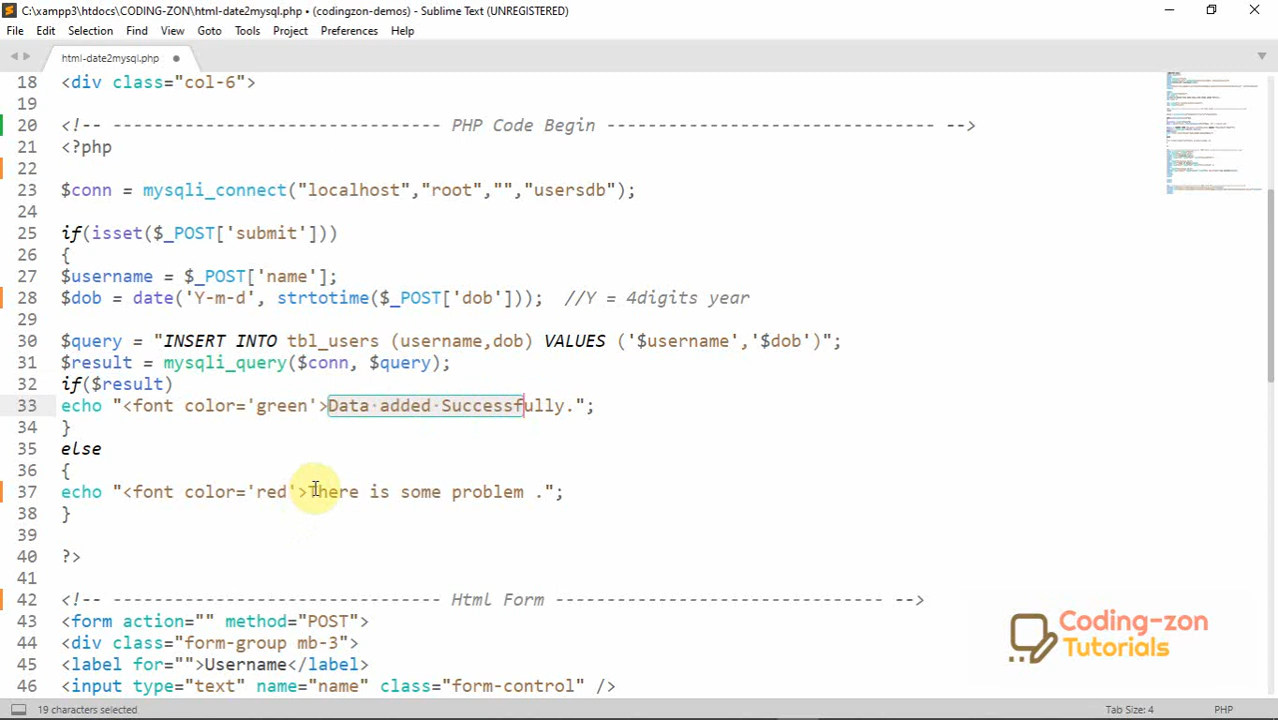 C:\xampp3\htdocs\CODING-ZON\html-date2mysql.php • (codingzon-demos) - Sublime Text (UNREGISTERED)
File Edit Selection Find View Goto Tools Project Preferences Help
html-date2mysql.php
18 <div class="col-6">
19
20 <!-- -------------------------------- PHP Code Begin -------------------------------- -->
21 <?php
22
23 $conn = mysqli_connect("localhost","root","","usersdb");
24
25 if(isset($_POST['submit']))
26 {
27 $username = $_POST['name'];
28 $dob = date('Y-m-d', strtotime($_POST['dob'])); //Y = 4digits year
29
30 $query = "INSERT INTO tbl_users (username,dob) VALUES ('$username','$dob')";
31 $result = mysqli_query($conn, $query);
32 if($result)
33 echo "<font color='green'>Data added Successfully.";
34 }
35 else
36 {
37 echo "<font color='red'>There is some problem .";
38 }
39
40 ?>
41
42 <!-- -------------------------------- Html Form -------------------------------- -->
43 <form action="" method="POST">
44 <div class="form-group mb-3">
45 <label for="">Username</label>
46 <input type="text" name="name" class="form-control" />
Coding-zon
Tutorials
19 characters selected Tab Size: 4 PHP